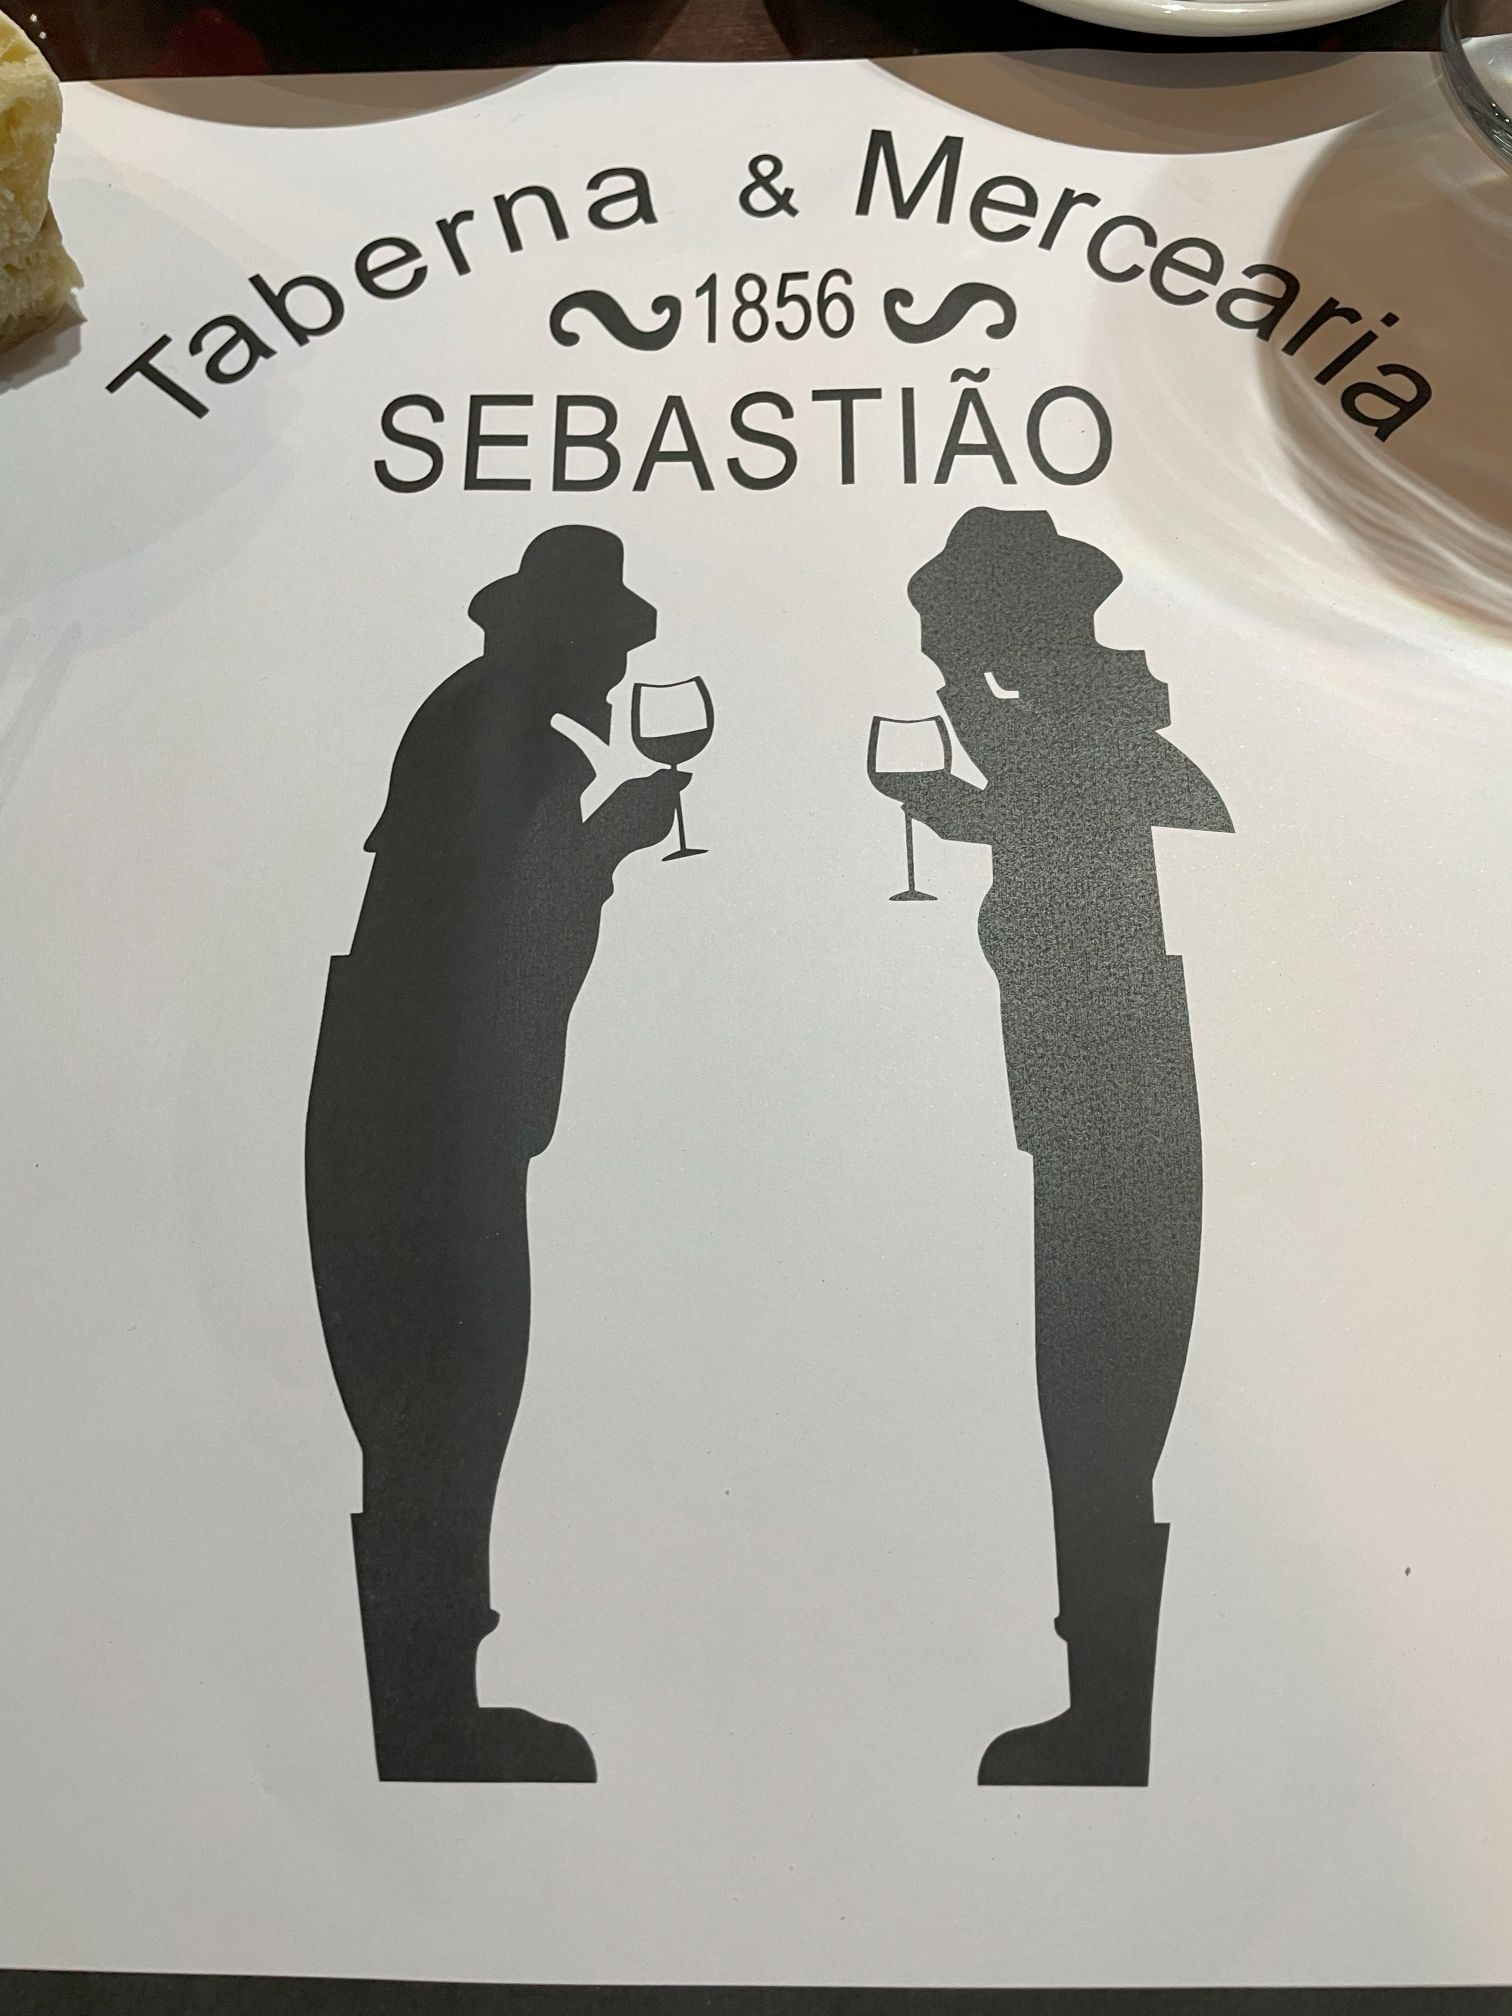 Taberna & Mercearia
1856
SEBASTIÃO